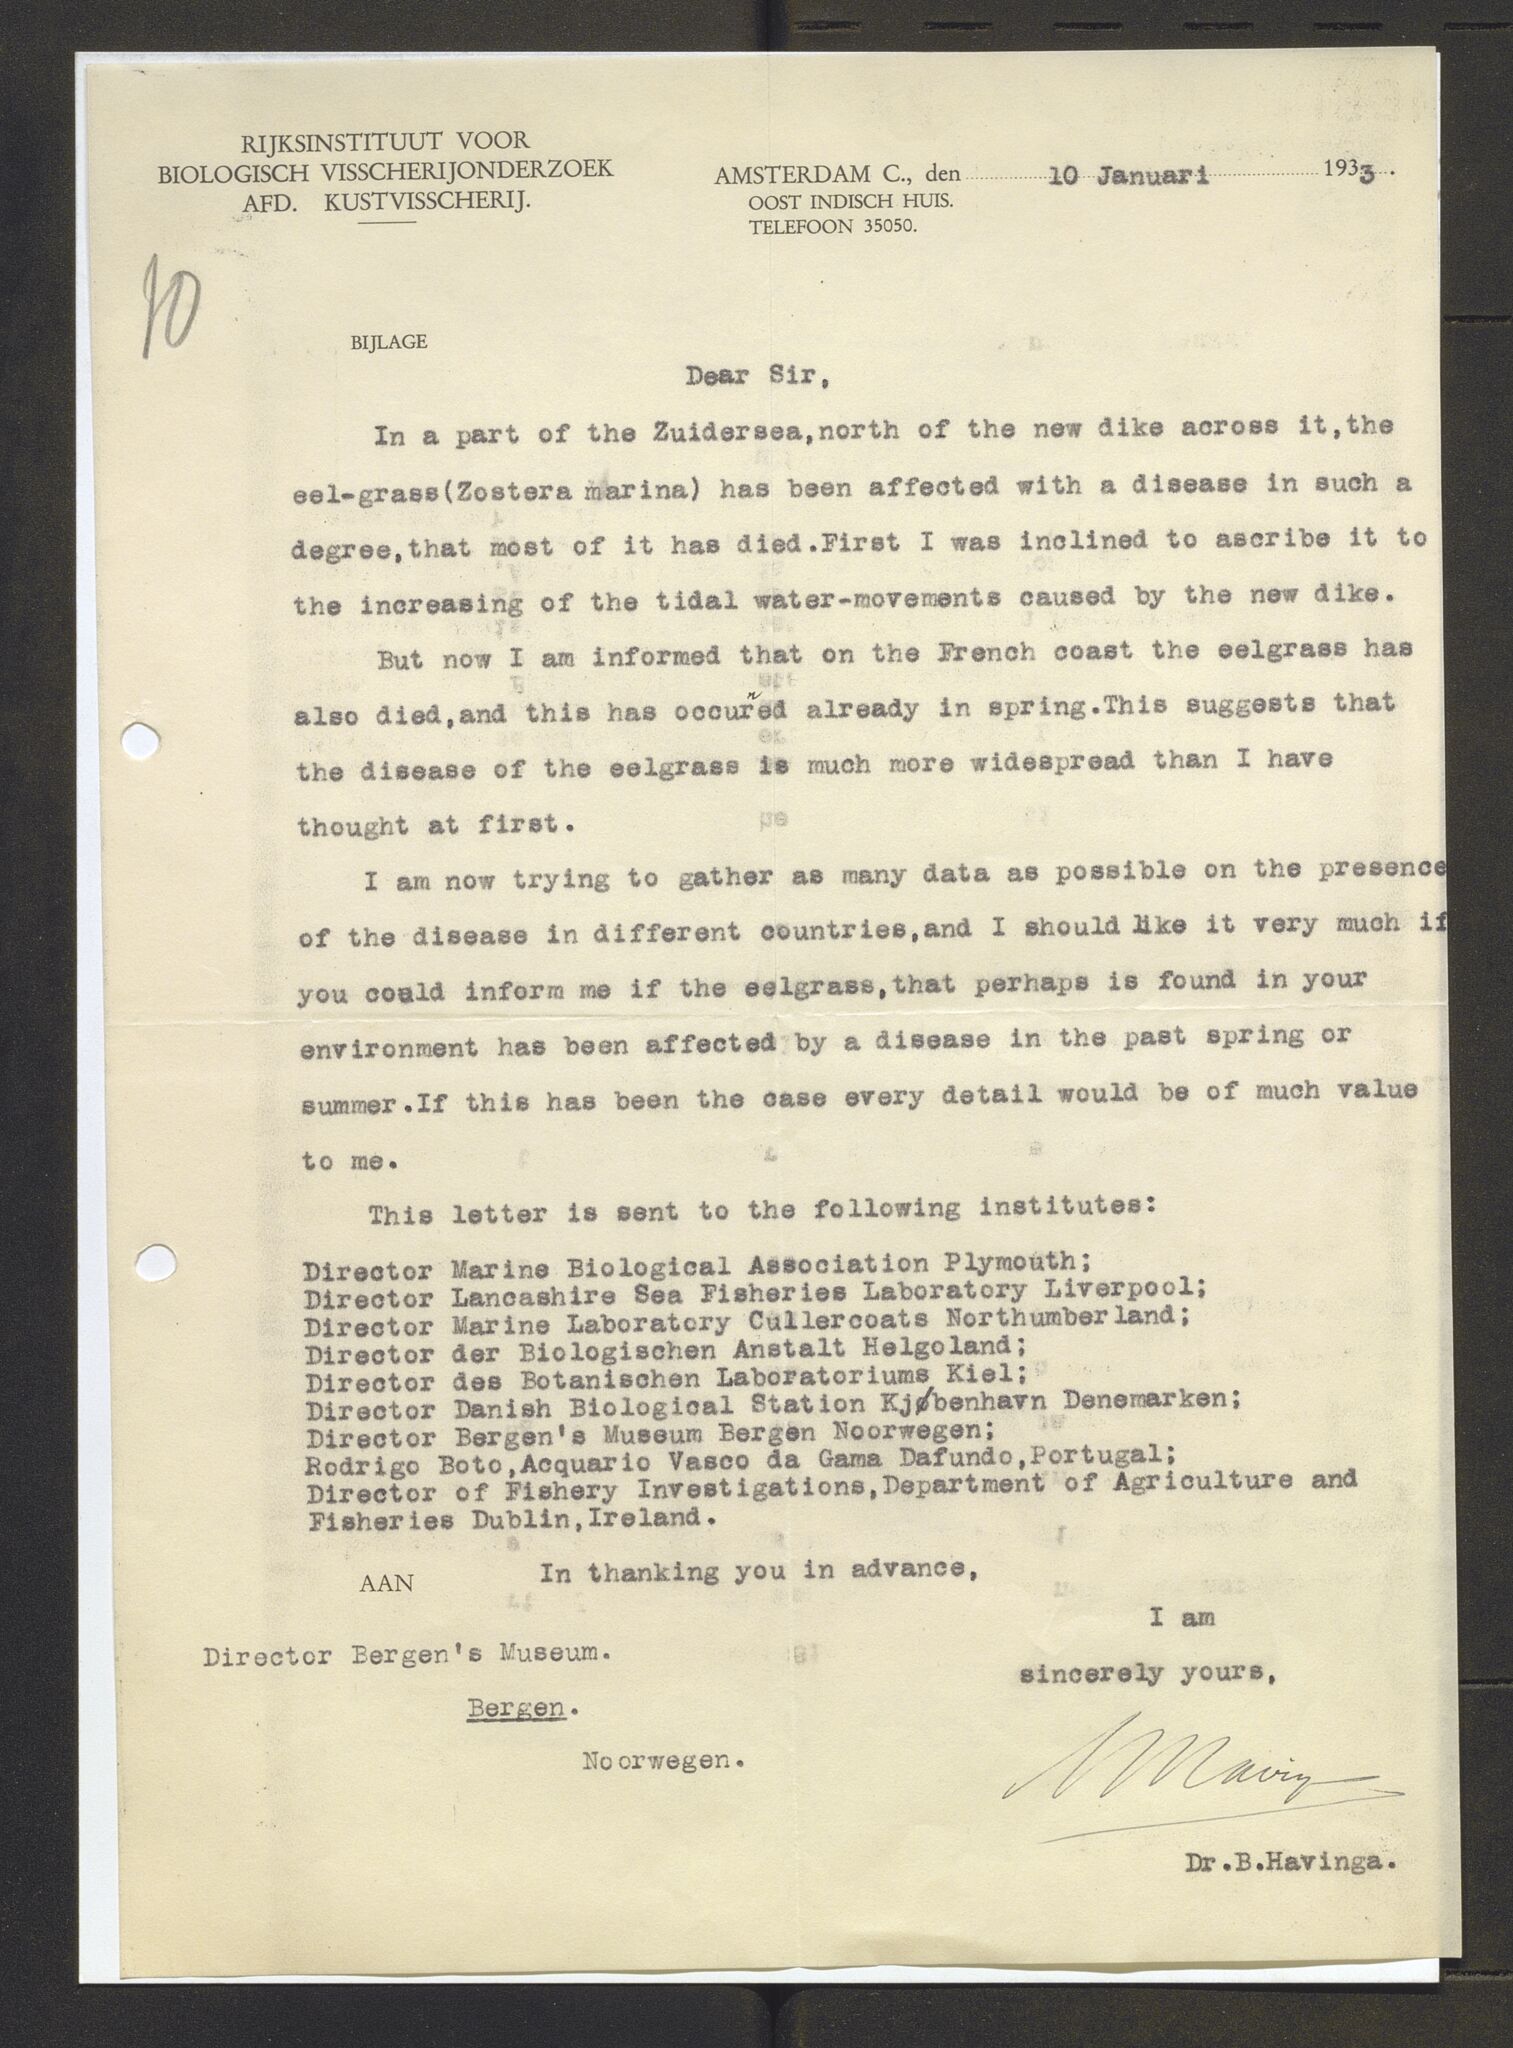 RIJKSINSTITUUT VOOR
BIOLOGISCH VISSCHERIJONDERZOEK
AFD. KUSTVISSCHERIJ.
AMSTERDAM C., den 10 Januari 1933.
OOST INDISCH HUIS.
TELEFOON 35050.
10
BIJLAGE
Dear Sir,
In a part of the Zuidersea,north of the new dike across it,the
eel-grass(Zostera marina) has been affected with a disease in such a
degree,that most of it has died.First I was inclined to ascribe it to
the increasing of the tidal water-movements caused by the new dike.
But now I am informed that on the French coast the eelgrass has
also died,and this has occured already in spring.This suggests that
the disease of the eelgrass is much more widespread than I have
thought at first.
I am now trying to gather as many data as possible on the presence
of the disease in different countries,and I should like it very much if
you could inform me if the eelgrass,that perhaps is found in your
environment has been affected by a disease in the past spring or
summer.If this has been the case every detail would be of much value
to me.
This letter is sent to the following institutes:
Director Marine Biological Association Plymouth;
Director Lancashire Sea Fisheries Laboratory Liverpool;
Director Marine Laboratory Cullercoats Northumberland;
Director der Biologischen Anstalt Helgoland;
Director des Botanischen Laboratoriums Kiel;
Director Danish Biological Station Kjøbenhavn Denemarken;
Director Bergen's Museum Bergen Noorwegen;
Rodrigo Boto,Acquario Vasco da Gama Dafundo,Portugal;
Director of Fishery Investigations,Department of Agriculture and
Fisheries Dublin,Ireland.
AAN In thanking you in advance,
I am
Director Bergen's Museum.
sincerely yours,
Bergen.
Noorwegen.
Dr.B.Havinga.